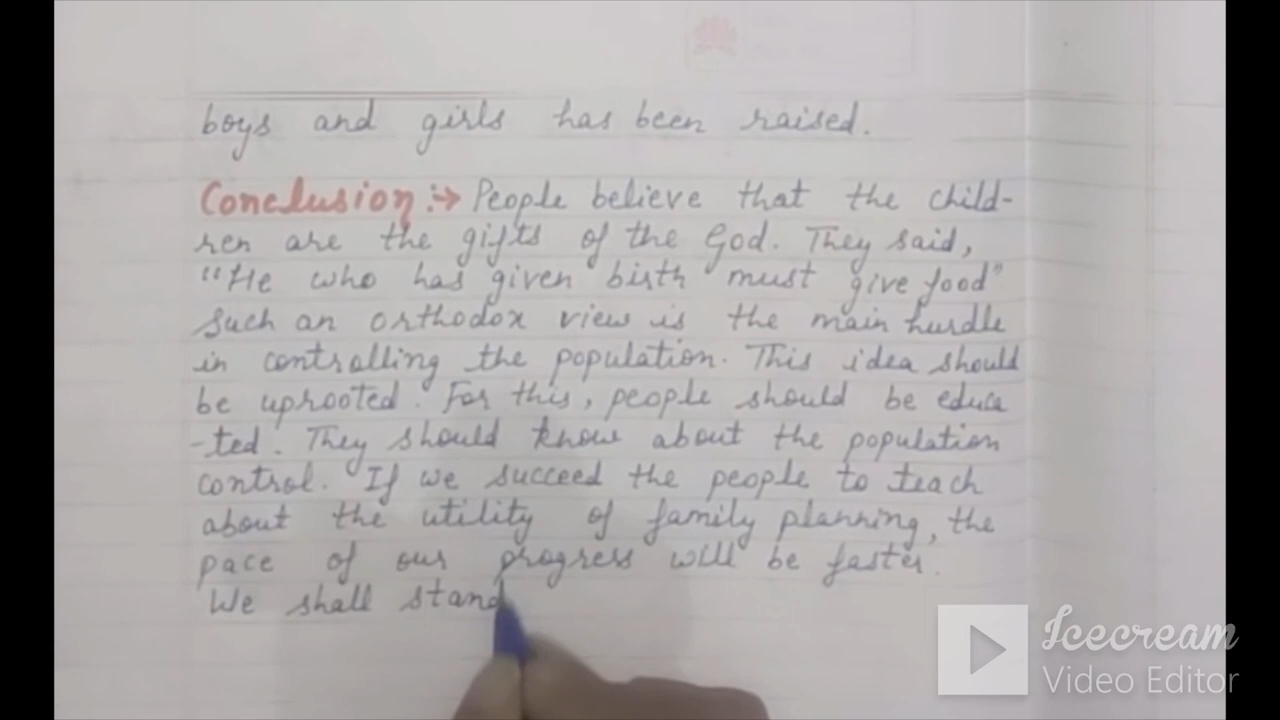 boys and girls has been raised.
Conclusion :→ People believe that the child-
ren are the gifts of the God. They said,
"He who has given birth must give food"
Such an orthodox view is the main hurdle
in controlling the population. This idea should
be uprooted. For this, people should be educa
-ted. They should know about the population
control. If we succeed the people to teach
about the utility of family planning, the
pace of our progress will be faster.
We shall stand
Icecream
Video Editor